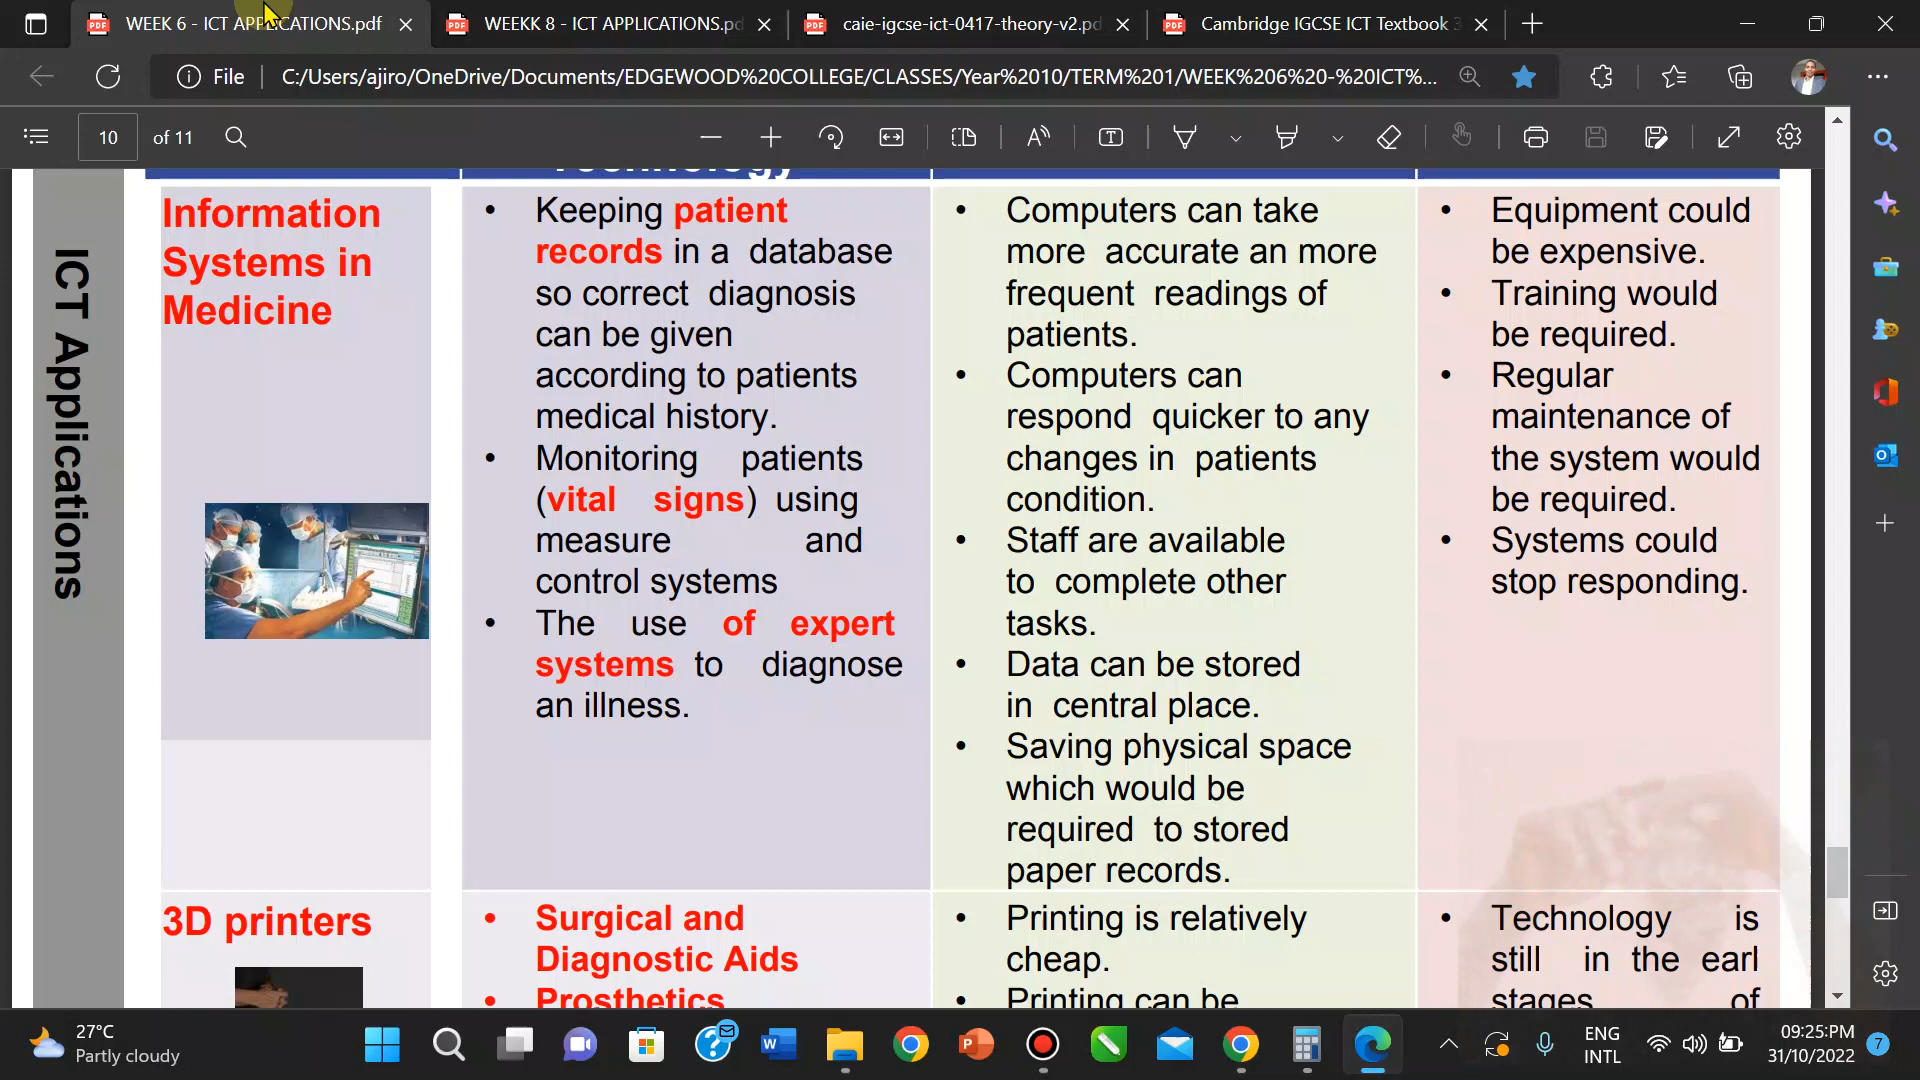 WEEK 6 - ICT APPLICATIONS.pdf
WEEKK 8 - ICT APPLICATIONS.pd
caie-igcse-ict-0417-theory-v2.pd
Cambridge IGCSE ICT Textbook 3
File
C:/Users/ajiro/OneDrive/Documents/EDGEWOOD%20COLLEGE/CLASSES/Year%2010/TERM%201/WEEK%206%20-%20ICT%...
10 of 11
ICT Applications
Technology
Information
Systems in
Medicine
• Keeping patient
records in a database
so correct diagnosis
can be given
according to patients
medical history.
• Monitoring patients
(vital signs) using
measure and
control systems
• The use of expert
systems to diagnose
an illness.
• Computers can take
more accurate an more
frequent readings of
patients.
• Computers can
respond quicker to any
changes in patients
condition.
• Staff are available
to complete other
tasks.
• Data can be stored
in central place.
• Saving physical space
which would be
required to stored
paper records.
• Equipment could
be expensive.
• Training would
be required.
• Regular
maintenance of
the system would
be required.
• Systems could
stop responding.
3D printers
• Surgical and
Diagnostic Aids
• Prosthetics
• Printing is relatively
cheap.
• Printing can be
• Technology is
still in the earl
stages of
27°C
Partly cloudy
ENG
INTL
09:25:PM
31/10/2022
7